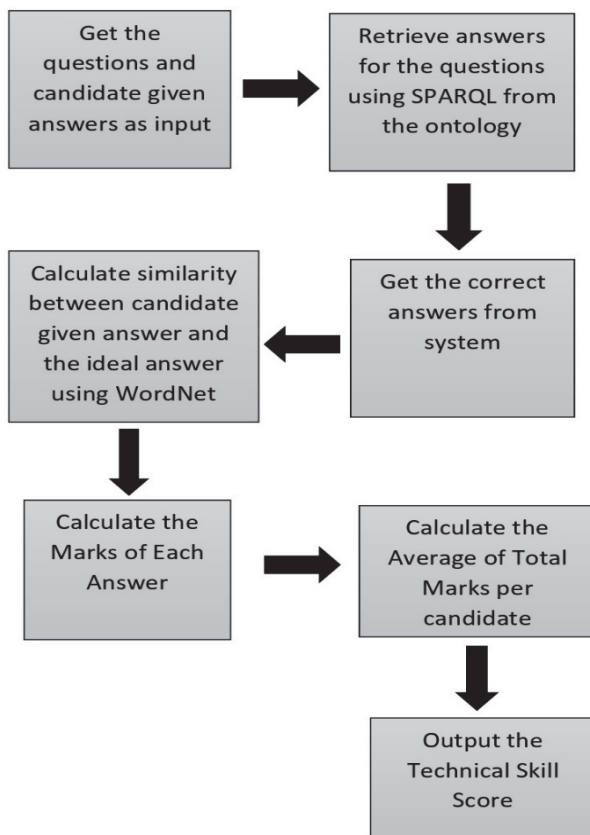 Get the
questions and
candidate given
answers as input
Retrieve answers
for the questions
using SPARQL from
the ontology
Get the correct
answers from
system
Calculate similarity
between candidate
given answer and
the ideal answer
using WordNet
Calculate the
Marks of Each
Answer
Calculate the
Average of Total
Marks per
candidate
Output the
Technical Skill
Score